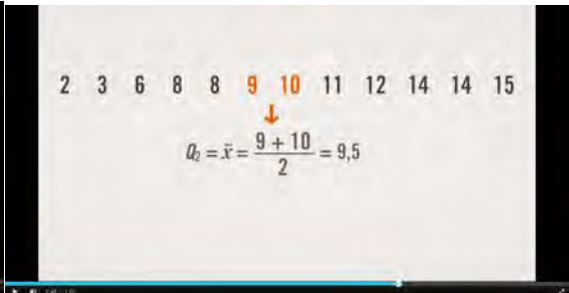 2 3 6 8 8 9 10 11 12 14 14 15
Q₂ = x̄ = (9 + 10)/2 = 9,5